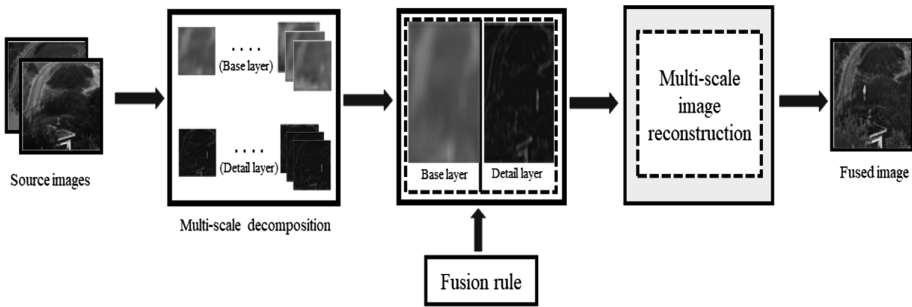 Source images
. . . .
(Base layer)
. . . .
(Detail layer)
Multi-scale decomposition
Base layer
Detail layer
Fusion rule
Multi-scale
image
reconstruction
Fused image